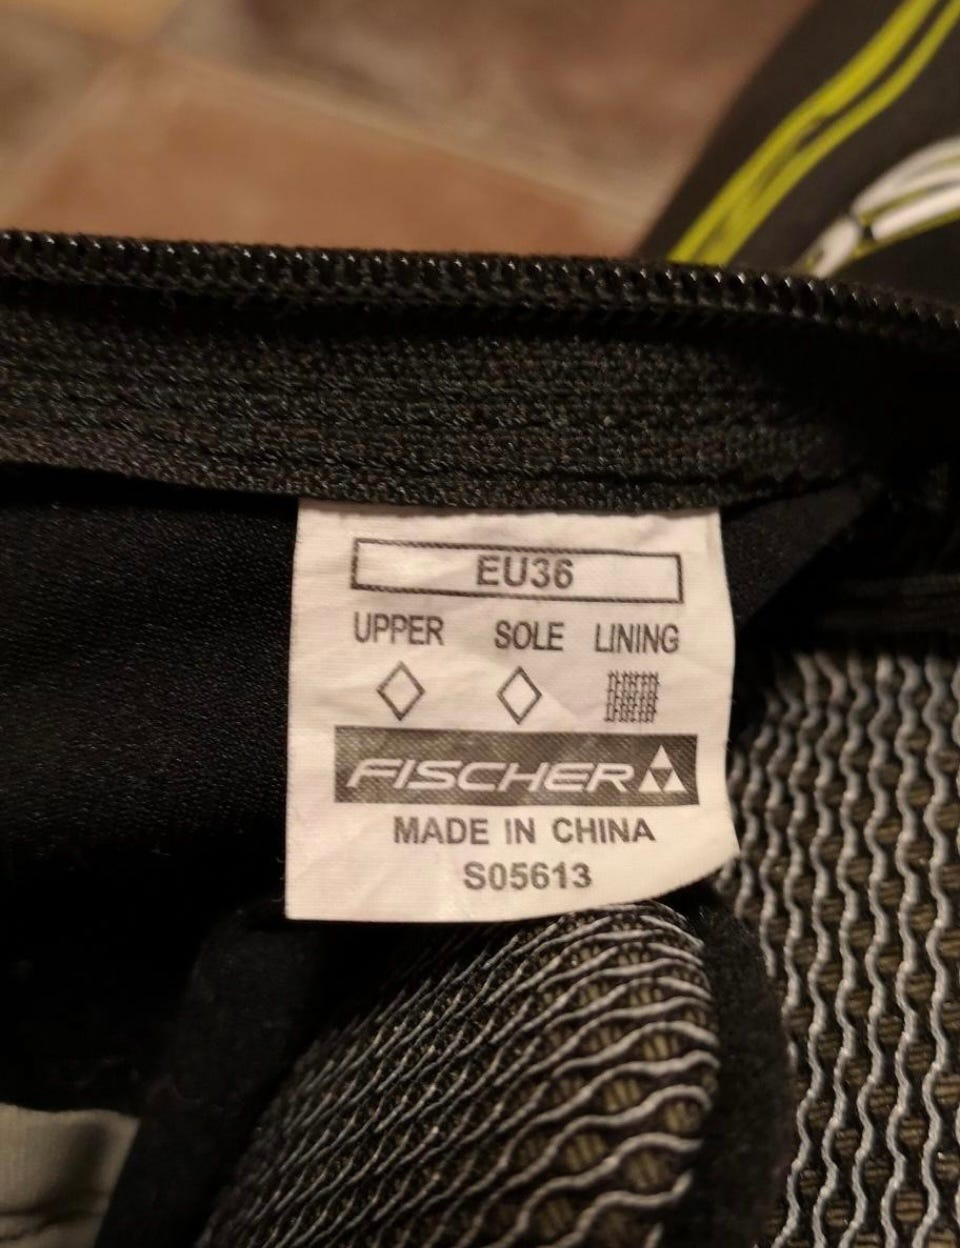 EU36
UPPER SOLE LINING
FISCHER
MADE IN CHINA
S05613